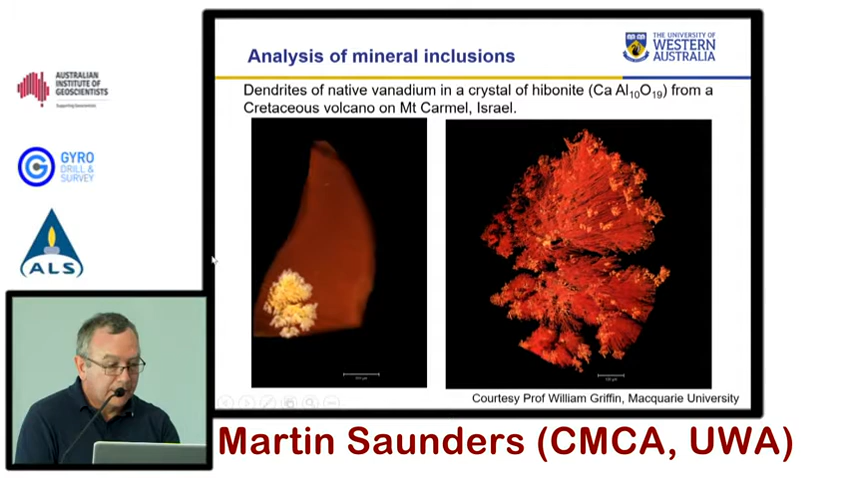 AUSTRALIAN
INSTITUTE OF
GEOSCIENTISTS
Supporting Geoscientists
GYRO
DRILL &
SURVEY
ALS
Analysis of mineral inclusions
THE UNIVERSITY OF
WESTERN
AUSTRALIA
Dendrites of native vanadium in a crystal of hibonite (Ca Al10O19) from a
Cretaceous volcano on Mt Carmel, Israel.
Courtesy Prof William Griffin, Macquarie University
Martin Saunders (CMCA, UWA)